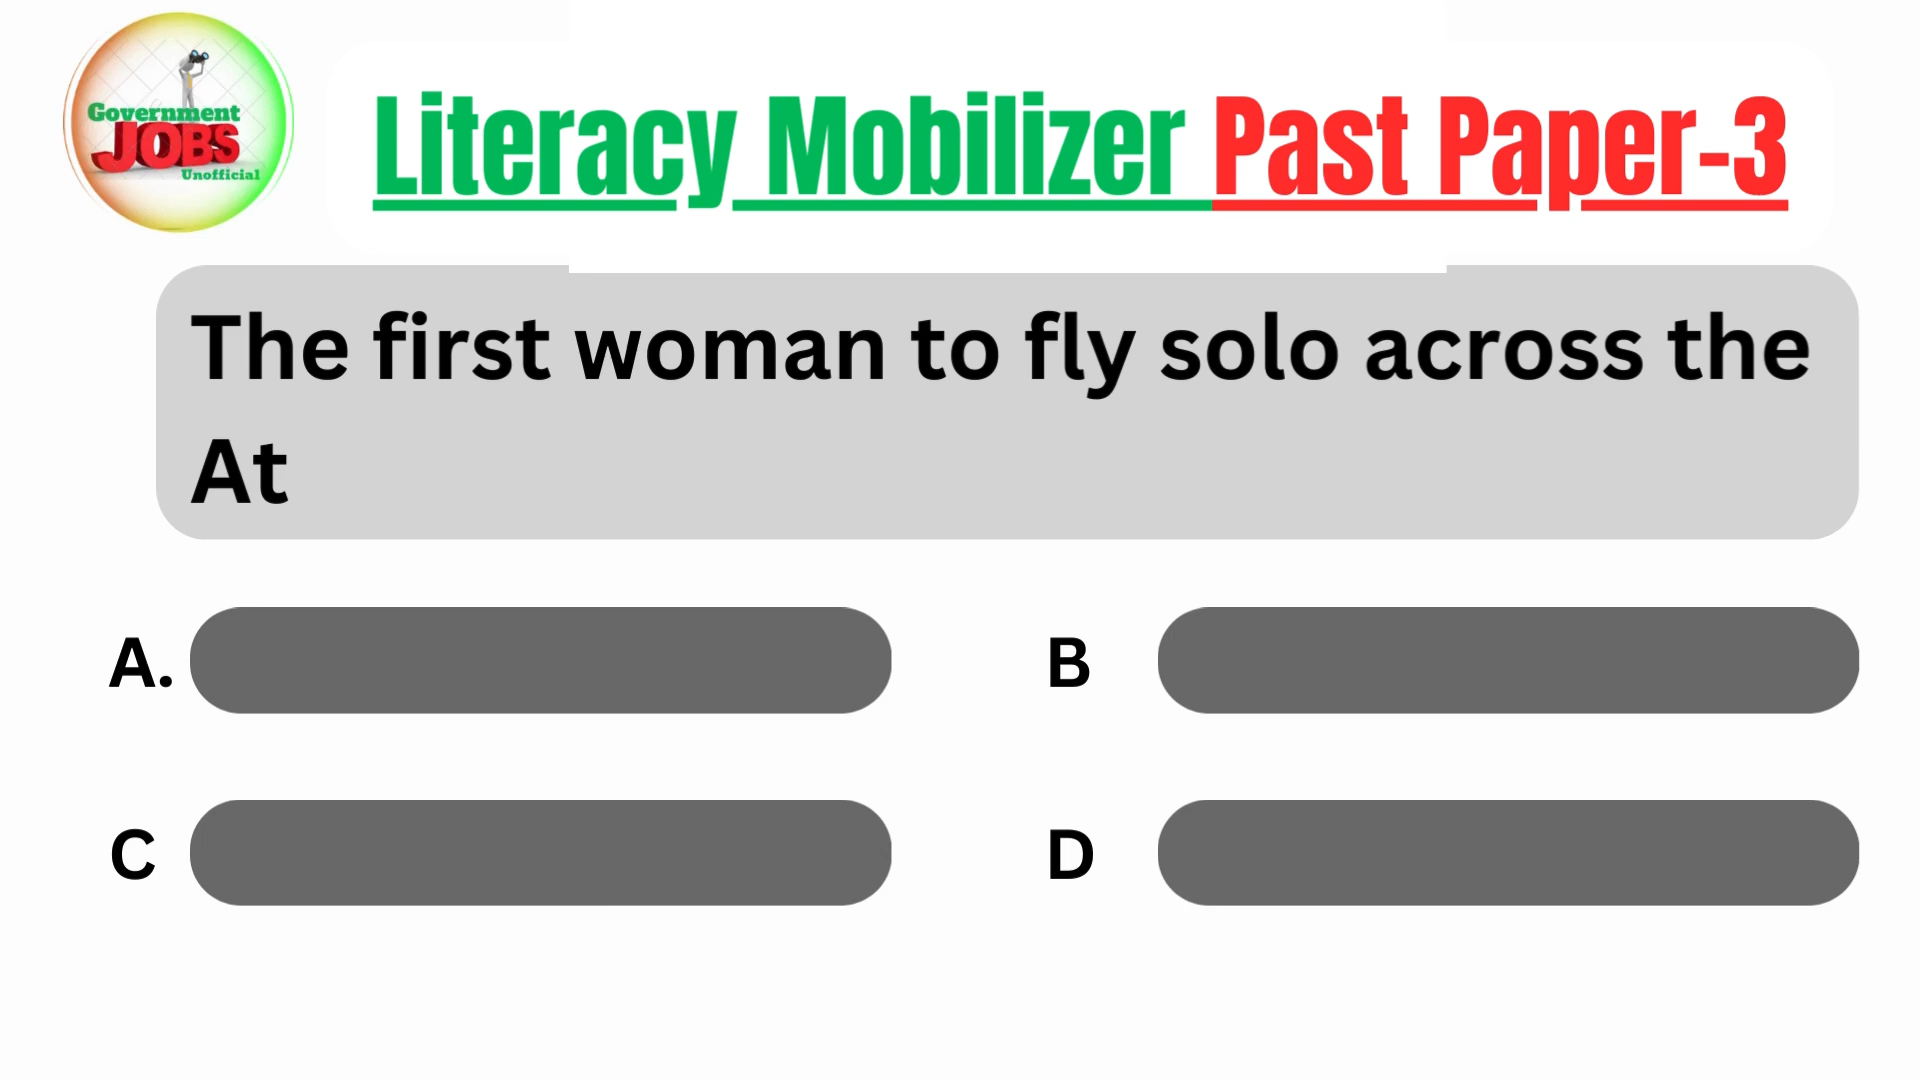 Government
JOBS
Unofficial
Literacy Mobilizer Past Paper-3
The first woman to fly solo across the
At
A.
B
C
D